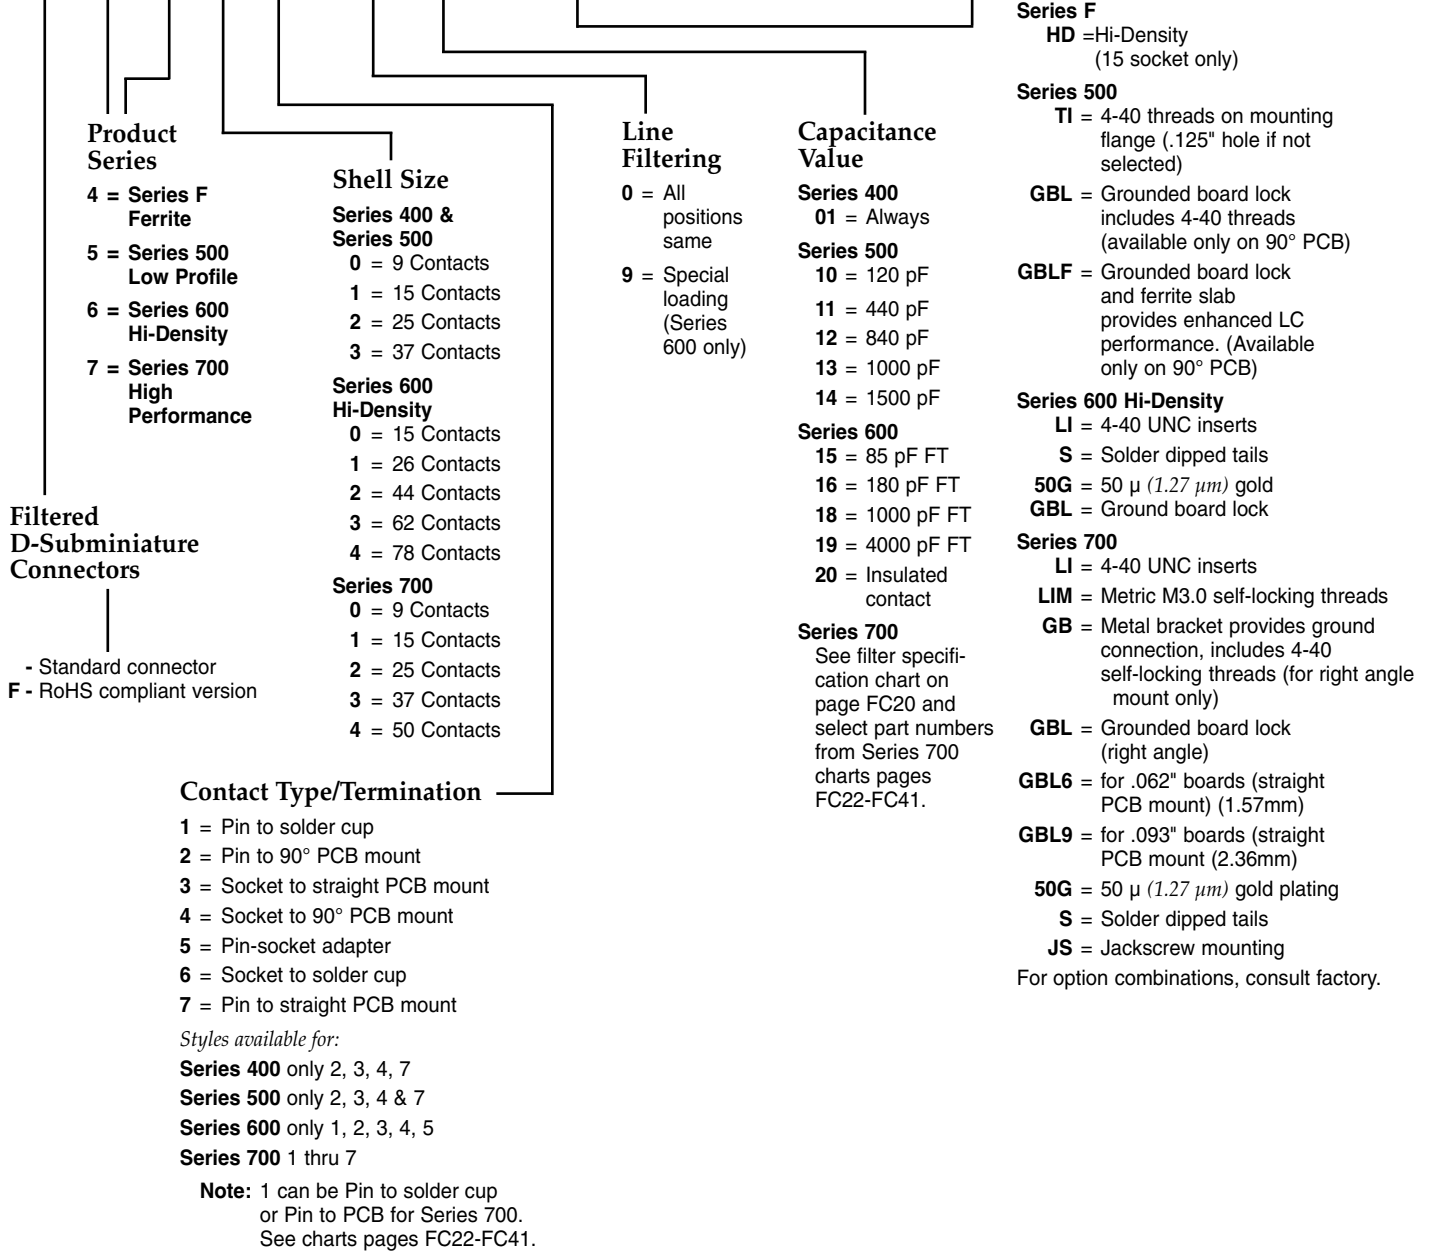 Product
Series
4 = Series F
Ferrite
5 = Series 500
Low Profile
6 = Series 600
Hi-Density
7 = Series 700
High
Performance
Filtered
D-Subminiature
Connectors
- Standard connector
F - RoHS compliant version
Shell Size
Series 400 &
Series 500
0 = 9 Contacts
1 = 15 Contacts
2 = 25 Contacts
3 = 37 Contacts
Series 600
Hi-Density
0 = 15 Contacts
1 = 26 Contacts
2 = 44 Contacts
3 = 62 Contacts
4 = 78 Contacts
Series 700
0 = 9 Contacts
1 = 15 Contacts
2 = 25 Contacts
3 = 37 Contacts
4 = 50 Contacts
Contact Type/Termination
1 = Pin to solder cup
2 = Pin to 90° PCB mount
3 = Socket to straight PCB mount
4 = Socket to 90° PCB mount
5 = Pin-socket adapter
6 = Socket to solder cup
7 = Pin to straight PCB mount
Styles available for:
Series 400 only 2, 3, 4, 7
Series 500 only 2, 3, 4 & 7
Series 600 only 1, 2, 3, 4, 5
Series 700 1 thru 7
Note: 1 can be Pin to solder cup
or Pin to PCB for Series 700.
See charts pages FC22-FC41.
Line
Filtering
0 = All
positions
same
9 = Special
loading
(Series
600 only)
Capacitance
Value
Series 400
01 = Always
Series 500
10 = 120 pF
11 = 440 pF
12 = 840 pF
13 = 1000 pF
14 = 1500 pF
Series 600
15 = 85 pF FT
16 = 180 pF FT
18 = 1000 pF FT
19 = 4000 pF FT
20 = Insulated
contact
Series 700
See filter specifi-
cation chart on
page FC20 and
select part numbers
from Series 700
charts pages
FC22-FC41.
Series F
HD =Hi-Density
(15 socket only)
Series 500
TI = 4-40 threads on mounting
flange (.125" hole if not
selected)
GBL = Grounded board lock
includes 4-40 threads
(available only on 90° PCB)
GBLF = Grounded board lock
and ferrite slab
provides enhanced LC
performance. (Available
only on 90° PCB)
Series 600 Hi-Density
LI = 4-40 UNC inserts
S = Solder dipped tails
50G = 50 µ (1.27 µm) gold
GBL = Ground board lock
Series 700
LI = 4-40 UNC inserts
LIM = Metric M3.0 self-locking threads
GB = Metal bracket provides ground
connection, includes 4-40
self-locking threads (for right angle
mount only)
GBL = Grounded board lock
(right angle)
GBL6 = for .062" boards (straight
PCB mount) (1.57mm)
GBL9 = for .093" boards (straight
PCB mount (2.36mm)
50G = 50 µ (1.27 µm) gold plating
S = Solder dipped tails
JS = Jackscrew mounting
For option combinations, consult factory.